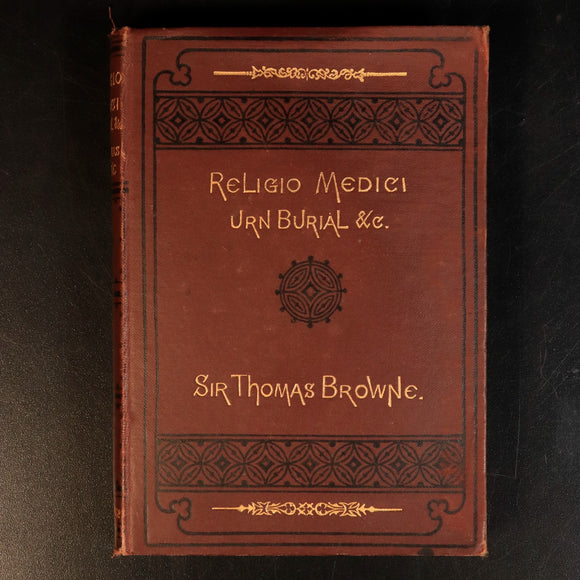 Religio Medici
Urn Burial &c.
Sir Thomas Browne.